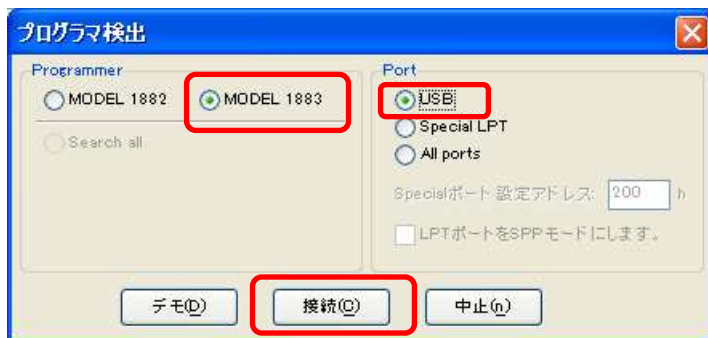 プログラマ検出
Programmer
MODEL 1882 MODEL 1883
Search all
Port
USB
Special LPT
All ports
Specialポート 設定アドレス: 200 h
LPTポートをSPPモードにします。
デモ(D) 接続(C) 中止(n)